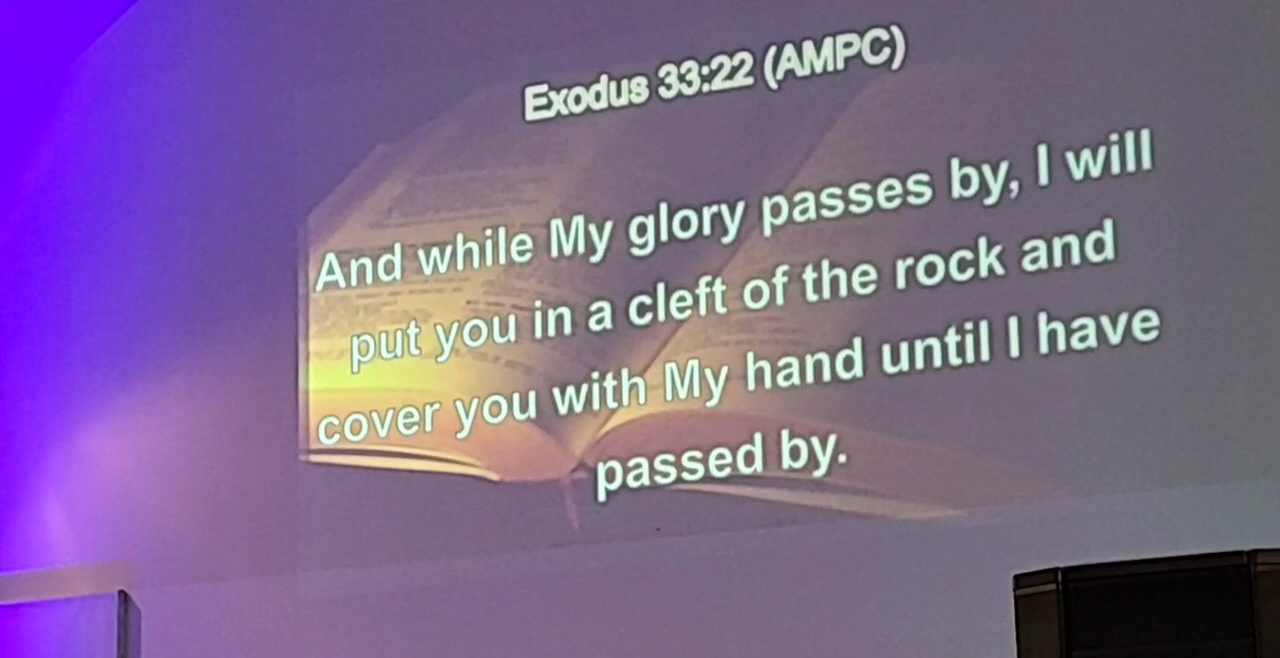 Exodus 33:22 (AMPC)
And while My glory passes by, I will
put you in a cleft of the rock and
cover you with My hand until I have
passed by.